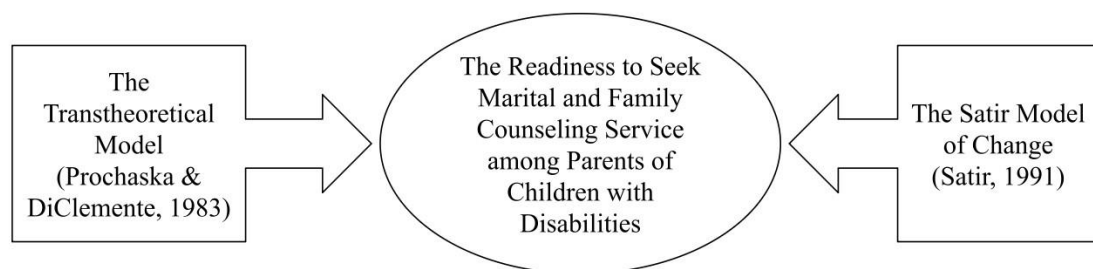 The
Transtheoretical
Model
(Prochaska &
DiClemente, 1983)
The Readiness to Seek
Marital and Family
Counseling Service
among Parents of
Children with
Disabilities
The Satir Model
of Change
(Satir, 1991)